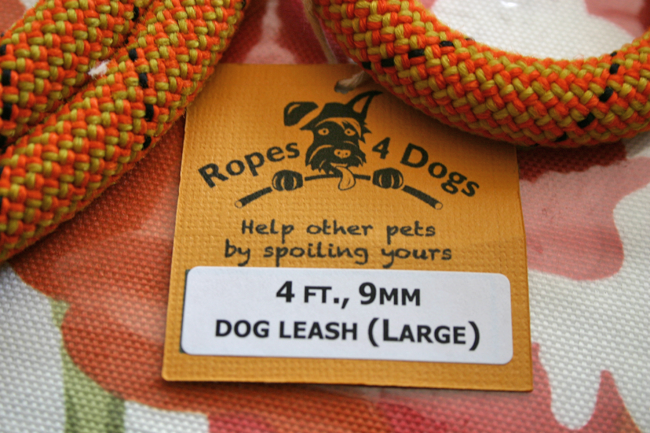 Ropes 4 Dogs
Help other pets
by spoiling yours
4 FT., 9MM
DOG LEASH (LARGE)